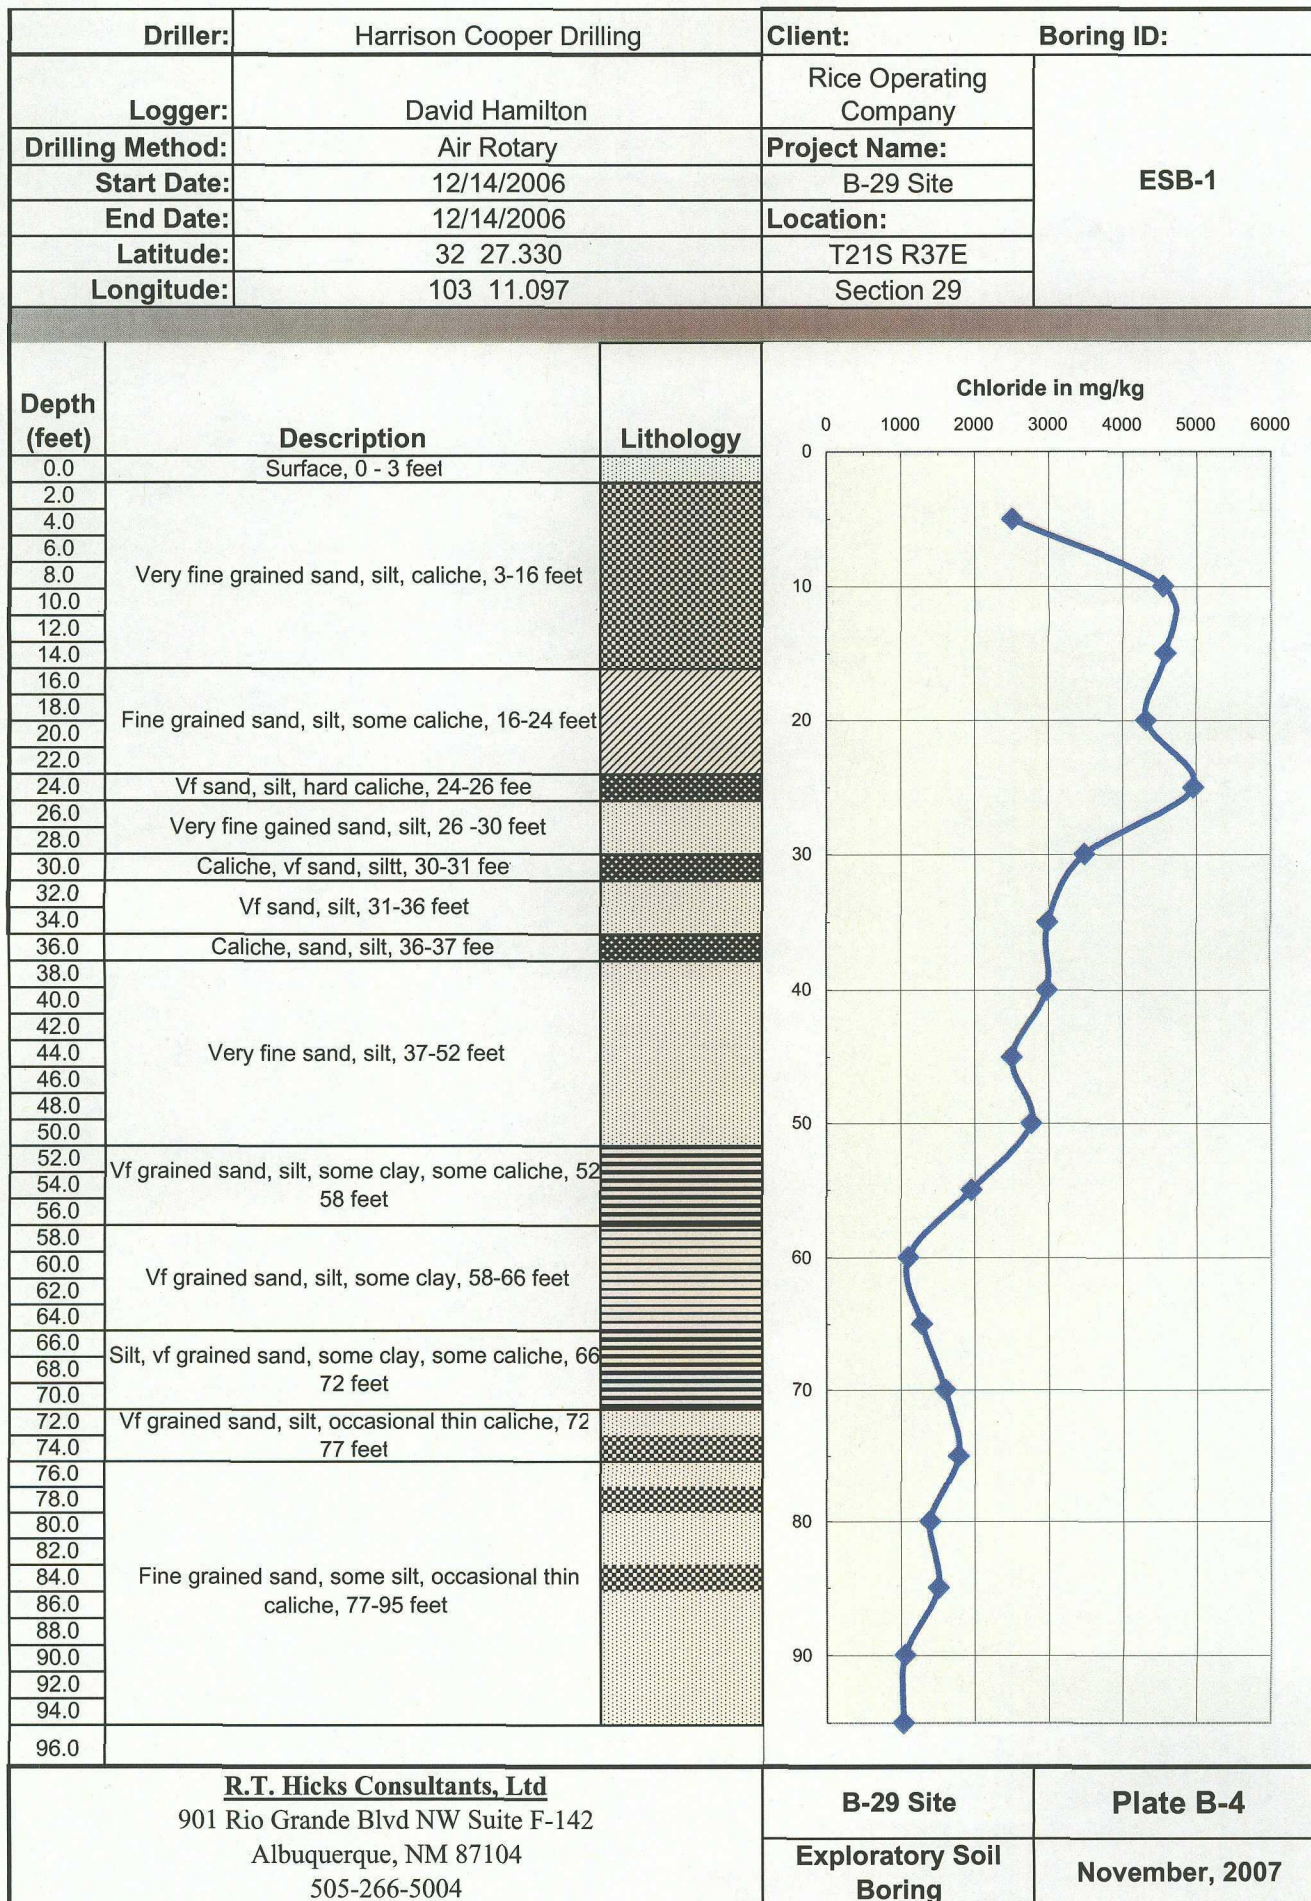 Driller: Harrison Cooper Drilling Client: Boring ID:
Logger: David Hamilton Rice Operating
Company
Drilling Method: Air Rotary Project Name:
Start Date: 12/14/2006 B-29 Site ESB-1
End Date: 12/14/2006 Location:
Latitude: 32 27.330 T21S R37E
Longitude: 103 11.097 Section 29
Depth
(feet) Description Lithology
0.0 Surface, 0 - 3 feet
2.0
4.0
6.0
8.0 Very fine grained sand, silt, caliche, 3-16 feet
10.0
12.0
14.0
16.0
18.0 Fine grained sand, silt, some caliche, 16-24 feet
20.0
22.0
24.0 Vf sand, silt, hard caliche, 24-26 fee
26.0 Very fine gained sand, silt, 26 -30 feet
28.0
30.0 Caliche, vf sand, siltt, 30-31 fee
32.0 Vf sand, silt, 31-36 feet
34.0
36.0 Caliche, sand, silt, 36-37 fee
38.0
40.0
42.0
44.0 Very fine sand, silt, 37-52 feet
46.0
48.0
50.0
52.0 Vf grained sand, silt, some clay, some caliche, 52
54.0 58 feet
56.0
58.0
60.0 Vf grained sand, silt, some clay, 58-66 feet
62.0
64.0
66.0 Silt, vf grained sand, some clay, some caliche, 66
68.0 72 feet
70.0
72.0 Vf grained sand, silt, occasional thin caliche, 72
74.0 77 feet
76.0
78.0
80.0
82.0
84.0 Fine grained sand, some silt, occasional thin
86.0 caliche, 77-95 feet
88.0
90.0
92.0
94.0
96.0
Chloride in mg/kg
0 1000 2000 3000 4000 5000 6000
0
10
20
30
40
50
60
70
80
90
R.T. Hicks Consultants, Ltd
901 Rio Grande Blvd NW Suite F-142
Albuquerque, NM 87104
505-266-5004
B-29 Site Plate B-4
Exploratory Soil
Boring November, 2007